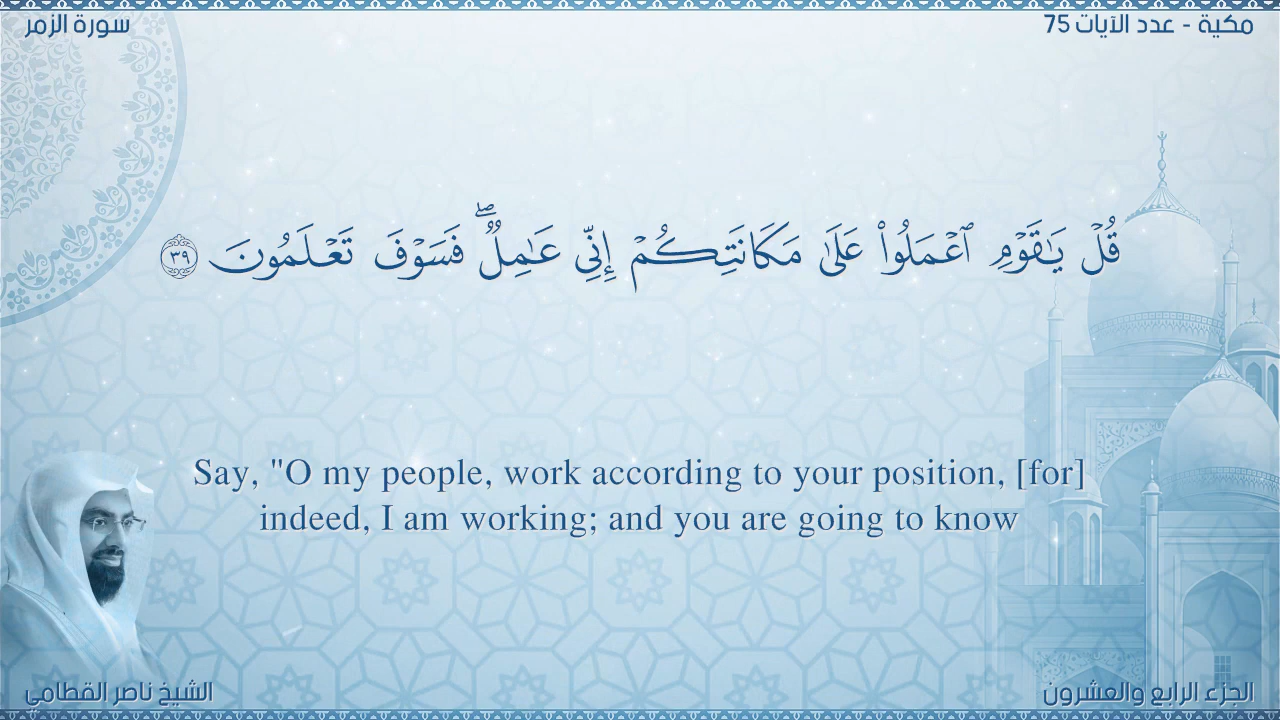 سورة الزمر
مكية - عدد الآيات 75
قُلْ يَـٰقَوْمِ ٱعْمَلُوا۟ عَلَىٰ مَكَانَتِكُمْ إِنِّى عَـٰمِلٌ ۖ فَسَوْفَ تَعْلَمُونَ ٣٩
Say, "O my people, work according to your position, [for]
indeed, I am working; and you are going to know
الشيخ ناصر القطامي
الجزء الرابع والعشرون